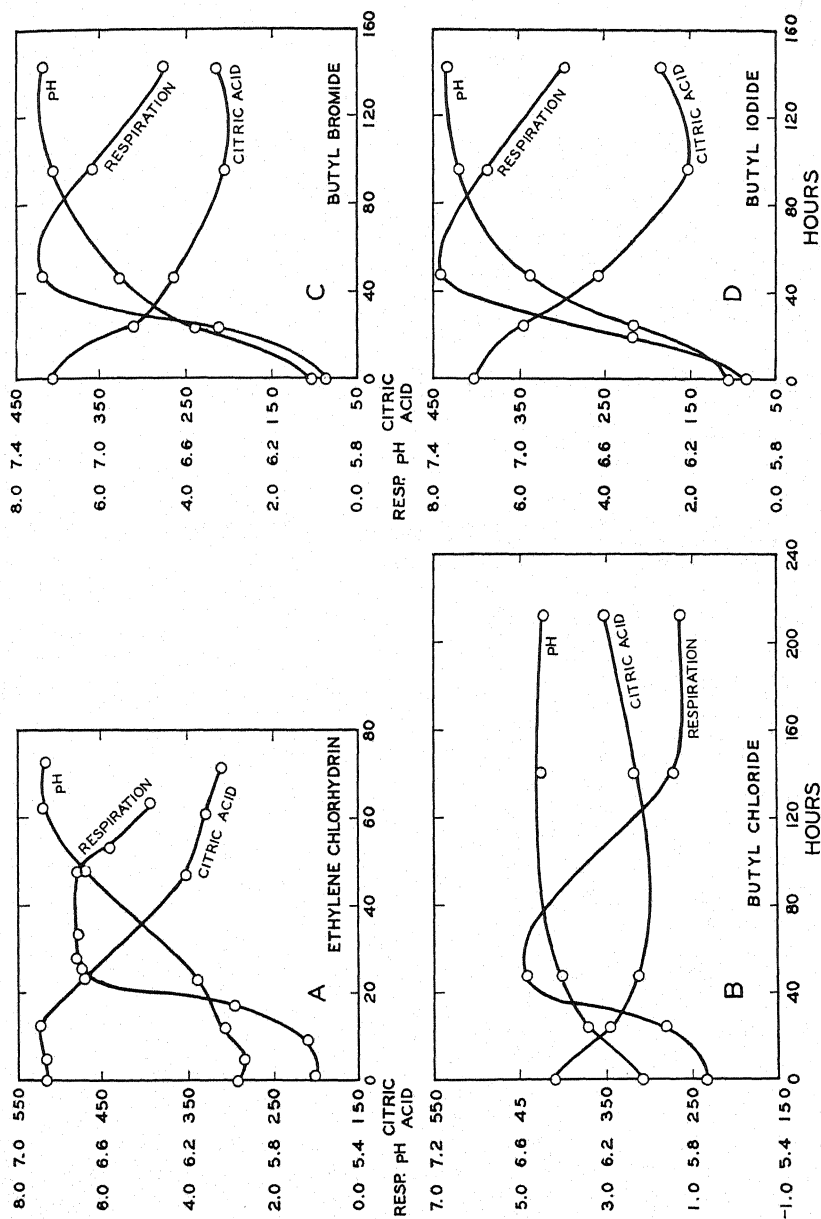 8.0 7.0 550
6.0 6.6 450
4.0 6.2 350
2.0 5.8 250
0.0 5.4 150
RESP. pH CITRIC ACID
pH
RESPIRATION
CITRIC ACID
A
ETHYLENE CHLORHYDRIN
0 20 40 60 80
8.0 7.4 450
6.0 7.0 350
4.0 6.6 250
2.0 6.2 150
0.0 5.8 50
RESP. pH CITRIC ACID
pH
RESPIRATION
CITRIC ACID
C
BUTYL BROMIDE
0 40 80 120 160
7.0 7.2 550
5.0 6.6 45
3.0 6.2 350
1.0 5.8 250
-1.0 5.4 150
pH
CITRIC ACID
RESPIRATION
B
BUTYL CHLORIDE
0 40 80 120 160 200 240
HOURS
8.0 7.4 450
6.0 7.0 350
4.0 6.6 250
2.0 6.2 150
0.0 5.8 50
pH
RESPIRATION
CITRIC ACID
D
BUTYL IODIDE
0 40 80 120 160
HOURS